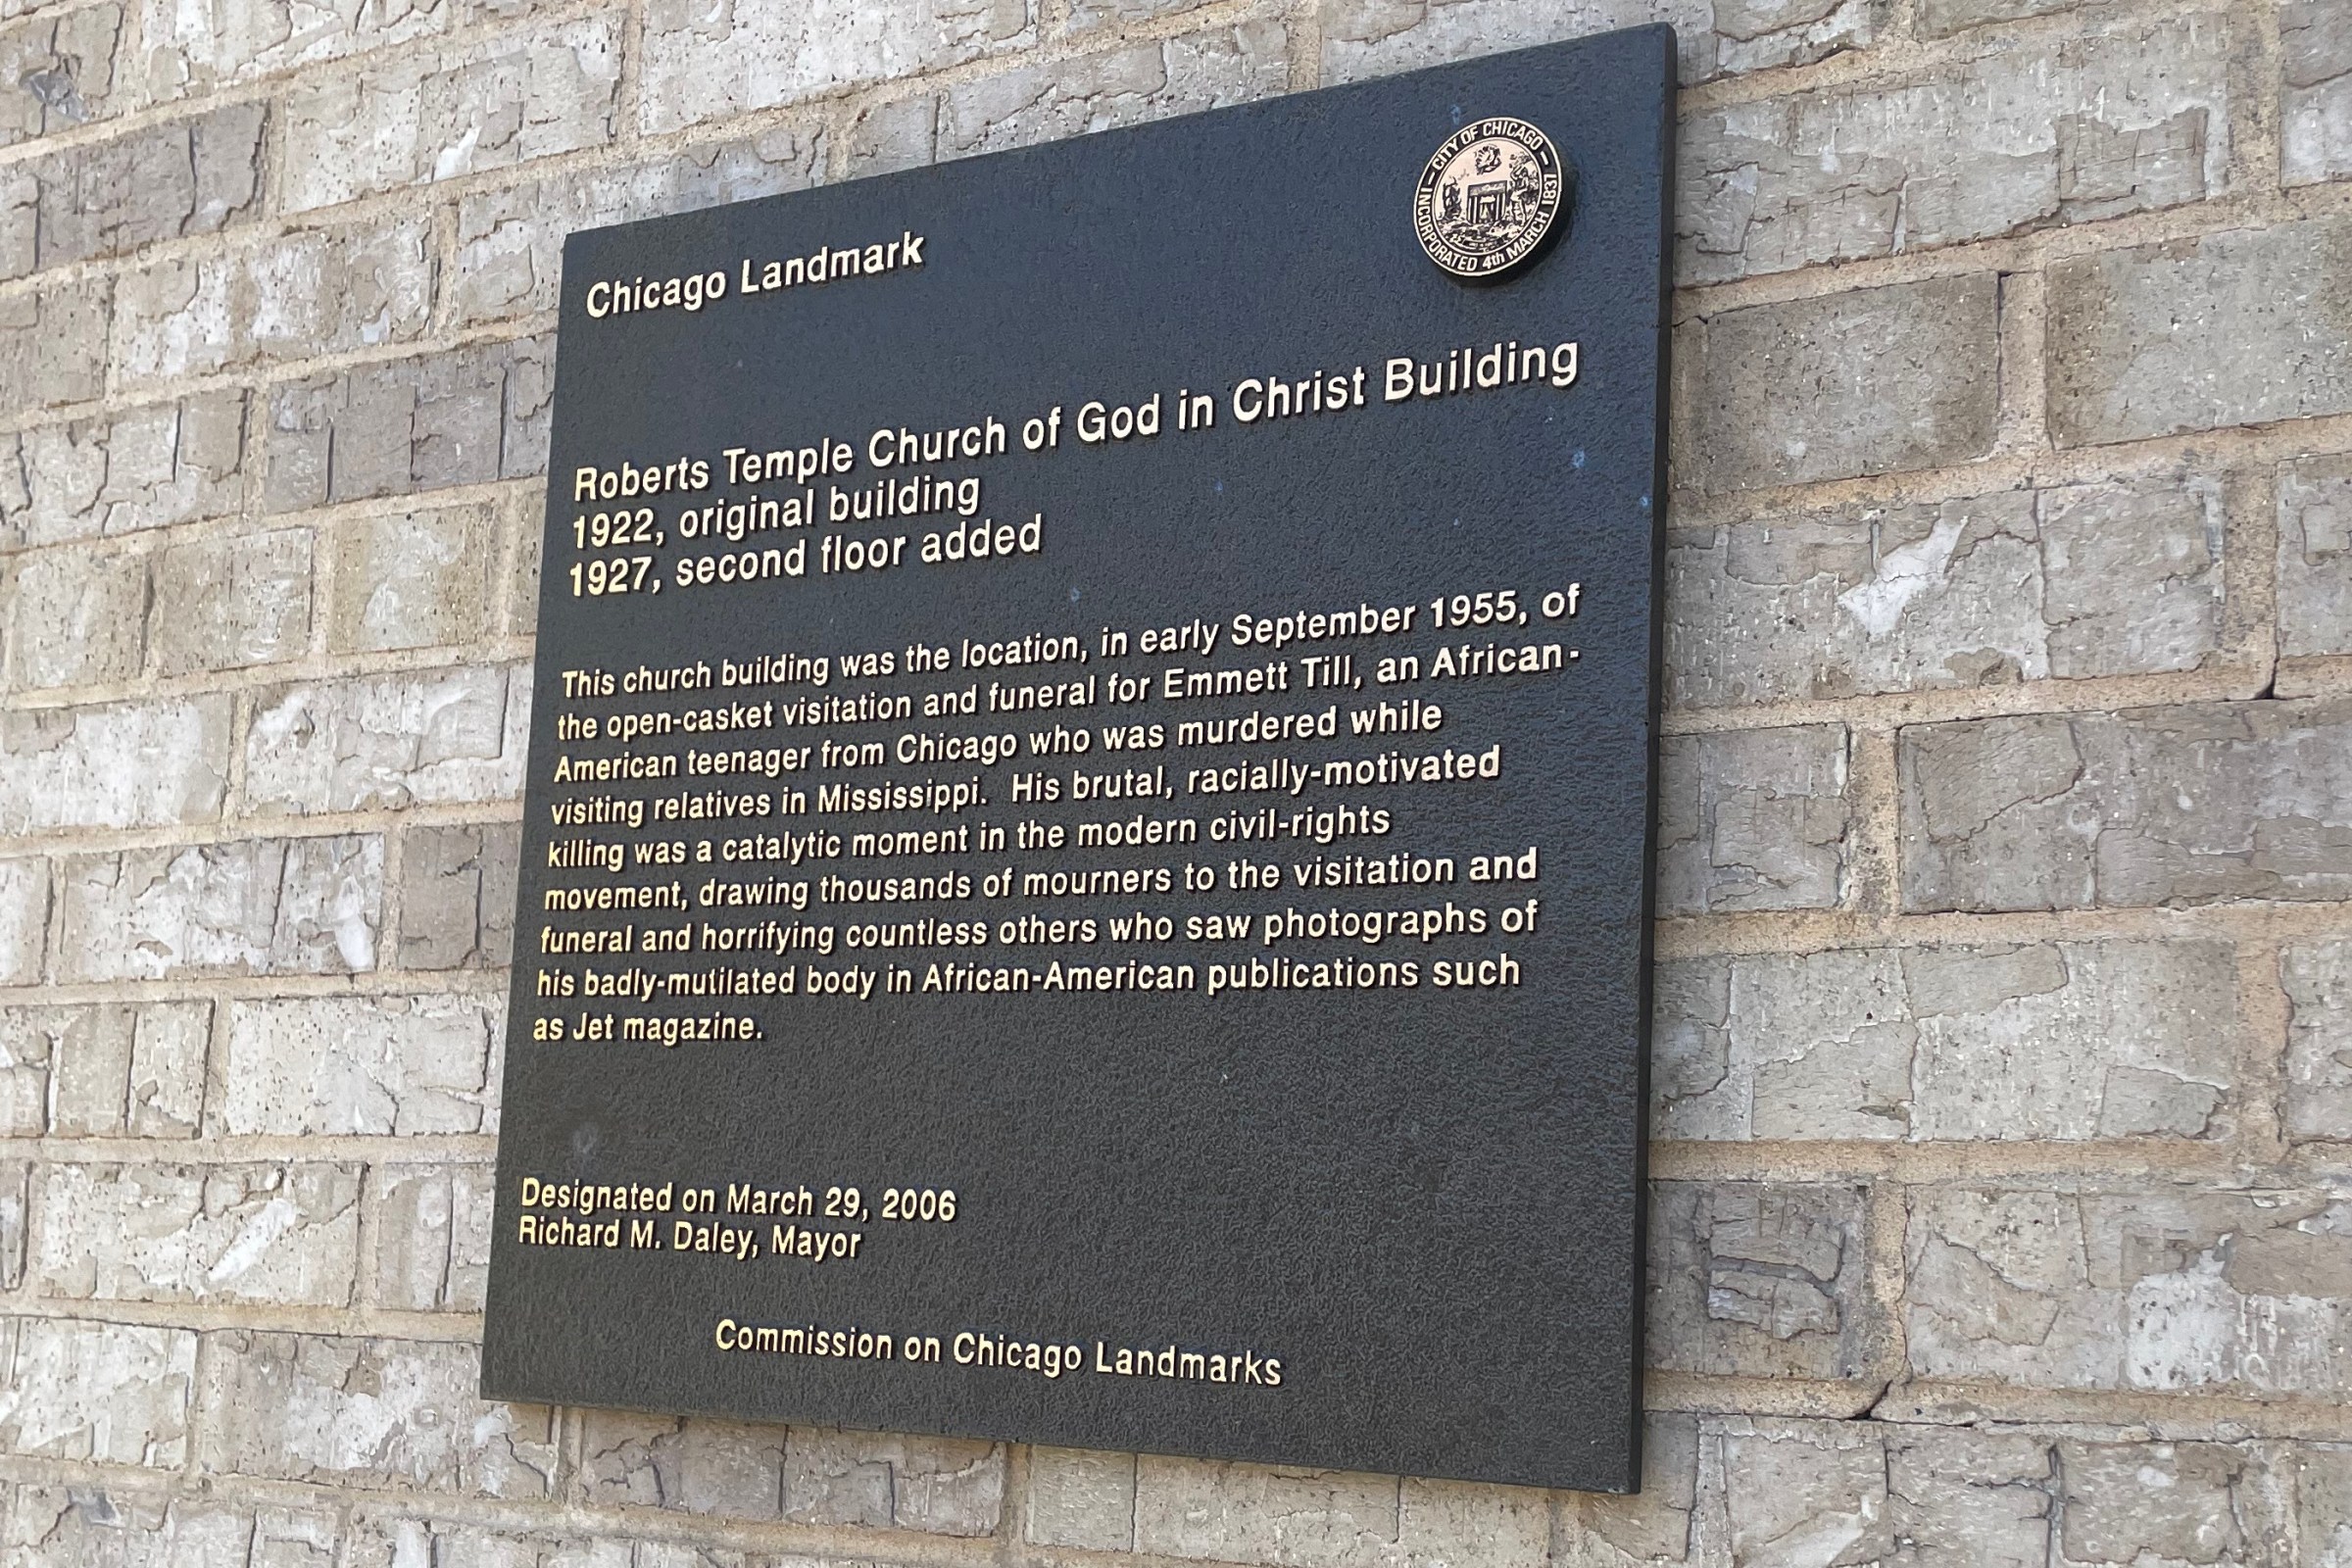 CITY OF CHICAGO
INCORPORATED 4th MARCH 1837
Chicago Landmark
Roberts Temple Church of God in Christ Building
1922, original building
1927, second floor added
This church building was the location, in early September 1955, of
the open-casket visitation and funeral for Emmett Till, an African-
American teenager from Chicago who was murdered while
visiting relatives in Mississippi.  His brutal, racially-motivated
killing was a catalytic moment in the modern civil-rights
movement, drawing thousands of mourners to the visitation and
funeral and horrifying countless others who saw photographs of
his badly-mutilated body in African-American publications such
as Jet magazine.
Designated on March 29, 2006
Richard M. Daley, Mayor
Commission on Chicago Landmarks